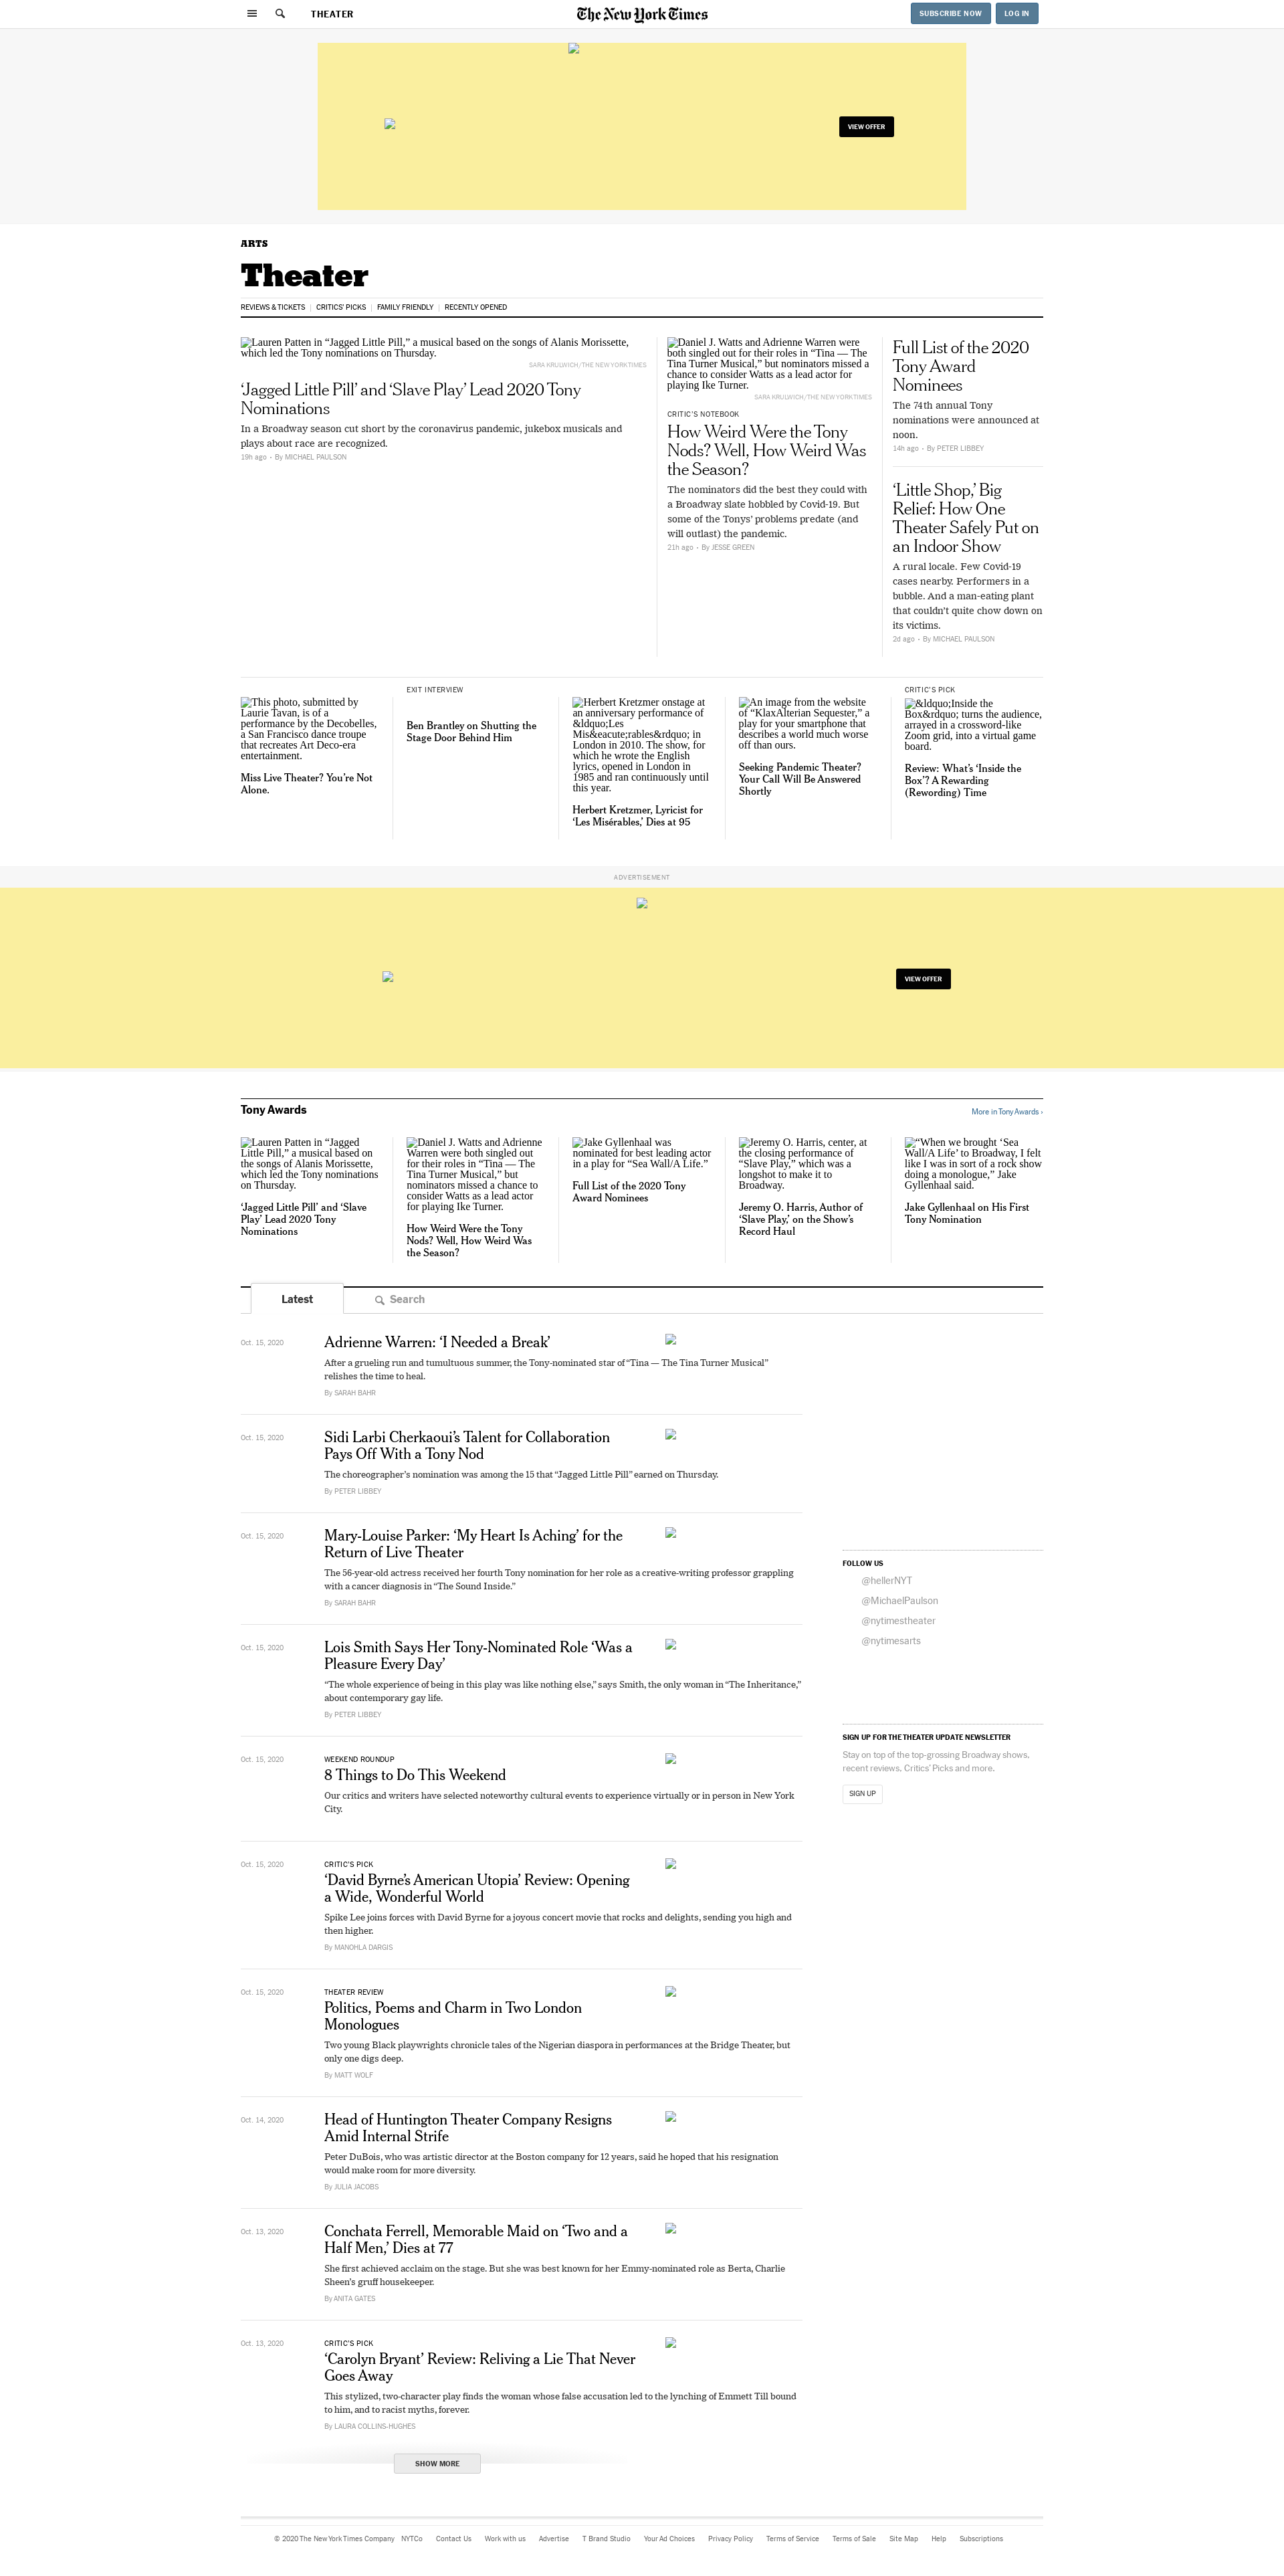 THEATER
The New York Times
SUBSCRIBE NOW
LOG IN
VIEW OFFER
ARTS
Theater
REVIEWS & TICKETS | CRITICS' PICKS | FAMILY FRIENDLY | RECENTLY OPENED
Lauren Patten in “Jagged Little Pill,” a musical based on the songs of Alanis Morissette,
which led the Tony nominations on Thursday.
SARA KRULWICH/THE NEW YORK TIMES
‘Jagged Little Pill’ and ‘Slave Play’ Lead 2020 Tony
Nominations
In a Broadway season cut short by the coronavirus pandemic, jukebox musicals and
plays about race are recognized.
19h ago • By MICHAEL PAULSON
Daniel J. Watts and Adrienne Warren were
both singled out for their roles in “Tina — The
Tina Turner Musical,” but nominators missed a
chance to consider Watts as a lead actor for
playing Ike Turner.
SARA KRULWICH/THE NEW YORK TIMES
CRITIC’S NOTEBOOK
How Weird Were the Tony
Nods? Well, How Weird Was
the Season?
The nominators did the best they could with
a Broadway slate hobbled by Covid-19. But
some of the Tonys’ problems predate (and
will outlast) the pandemic.
21h ago • By JESSE GREEN
Full List of the 2020
Tony Award
Nominees
The 74th annual Tony
nominations were announced at
noon.
14h ago • By PETER LIBBEY
‘Little Shop,’ Big
Relief: How One
Theater Safely Put on
an Indoor Show
A rural locale. Few Covid-19
cases nearby. Performers in a
bubble. And a man-eating plant
that couldn’t quite chow down on
its victims.
2d ago • By MICHAEL PAULSON
This photo, submitted by
Laurie Tavan, is of a
performance by the Decobelles,
a San Francisco dance troupe
that recreates Art Deco-era
entertainment.
Miss Live Theater? You’re Not
Alone.
EXIT INTERVIEW
Ben Brantley on Shutting the
Stage Door Behind Him
Herbert Kretzmer onstage at
an anniversary performance of
&ldquo;Les
Mis&eacute;rables&rdquo; in
London in 2010. The show, for
which he wrote the English
lyrics, opened in London in
1985 and ran continuously until
this year.
Herbert Kretzmer, Lyricist for
‘Les Misérables,’ Dies at 95
An image from the website
of “KlaxAlterian Sequester,” a
play for your smartphone that
describes a world much worse
off than ours.
Seeking Pandemic Theater?
Your Call Will Be Answered
Shortly
CRITIC’S PICK
&ldquo;Inside the
Box&rdquo; turns the audience,
arrayed in a crossword-like
Zoom grid, into a virtual game
board.
Review: What’s ‘Inside the
Box’? A Rewarding
(Rewording) Time
ADVERTISEMENT
VIEW OFFER
Tony Awards
More in Tony Awards ›
Lauren Patten in “Jagged
Little Pill,” a musical based on
the songs of Alanis Morissette,
which led the Tony nominations
on Thursday.
‘Jagged Little Pill’ and ‘Slave
Play’ Lead 2020 Tony
Nominations
Daniel J. Watts and Adrienne
Warren were both singled out
for their roles in “Tina — The
Tina Turner Musical,” but
nominators missed a chance to
consider Watts as a lead actor
for playing Ike Turner.
How Weird Were the Tony
Nods? Well, How Weird Was
the Season?
Jake Gyllenhaal was
nominated for best leading actor
in a play for “Sea Wall/A Life.”
Full List of the 2020 Tony
Award Nominees
Jeremy O. Harris, center, at
the closing performance of
“Slave Play,” which was a
longshot to make it to
Broadway.
Jeremy O. Harris, Author of
‘Slave Play,’ on the Show’s
Record Haul
“When we brought ‘Sea
Wall/A Life’ to Broadway, I felt
like I was in sort of a rock show
doing a monologue,” Jake
Gyllenhaal said.
Jake Gyllenhaal on His First
Tony Nomination
Latest
Search
Oct. 15, 2020
Adrienne Warren: ‘I Needed a Break’
After a grueling run and tumultuous summer, the Tony-nominated star of “Tina — The Tina Turner Musical”
relishes the time to heal.
By SARAH BAHR
Oct. 15, 2020
Sidi Larbi Cherkaoui’s Talent for Collaboration
Pays Off With a Tony Nod
The choreographer’s nomination was among the 15 that “Jagged Little Pill” earned on Thursday.
By PETER LIBBEY
Oct. 15, 2020
Mary-Louise Parker: ‘My Heart Is Aching’ for the
Return of Live Theater
The 56-year-old actress received her fourth Tony nomination for her role as a creative-writing professor grappling
with a cancer diagnosis in “The Sound Inside.”
By SARAH BAHR
Oct. 15, 2020
Lois Smith Says Her Tony-Nominated Role ‘Was a
Pleasure Every Day’
“The whole experience of being in this play was like nothing else,” says Smith, the only woman in “The Inheritance,”
about contemporary gay life.
By PETER LIBBEY
Oct. 15, 2020
WEEKEND ROUNDUP
8 Things to Do This Weekend
Our critics and writers have selected noteworthy cultural events to experience virtually or in person in New York
City.
Oct. 15, 2020
CRITIC’S PICK
‘David Byrne’s American Utopia’ Review: Opening
a Wide, Wonderful World
Spike Lee joins forces with David Byrne for a joyous concert movie that rocks and delights, sending you high and
then higher.
By MANOHLA DARGIS
Oct. 15, 2020
THEATER REVIEW
Politics, Poems and Charm in Two London
Monologues
Two young Black playwrights chronicle tales of the Nigerian diaspora in performances at the Bridge Theater, but
only one digs deep.
By MATT WOLF
Oct. 14, 2020
Head of Huntington Theater Company Resigns
Amid Internal Strife
Peter DuBois, who was artistic director at the Boston company for 12 years, said he hoped that his resignation
would make room for more diversity.
By JULIA JACOBS
Oct. 13, 2020
Conchata Ferrell, Memorable Maid on ‘Two and a
Half Men,’ Dies at 77
She first achieved acclaim on the stage. But she was best known for her Emmy-nominated role as Berta, Charlie
Sheen’s gruff housekeeper.
By ANITA GATES
Oct. 13, 2020
CRITIC’S PICK
‘Carolyn Bryant’ Review: Reliving a Lie That Never
Goes Away
This stylized, two-character play finds the woman whose false accusation led to the lynching of Emmett Till bound
to him, and to racist myths, forever.
By LAURA COLLINS-HUGHES
SHOW MORE
FOLLOW US
@hellerNYT
@MichaelPaulson
@nytimestheater
@nytimesarts
SIGN UP FOR THE THEATER UPDATE NEWSLETTER
Stay on top of the top-grossing Broadway shows,
recent reviews, Critics’ Picks and more.
SIGN UP
© 2020 The New York Times Company NYTCo Contact Us Work with us Advertise T Brand Studio Your Ad Choices Privacy Policy Terms of Service Terms of Sale Site Map Help Subscriptions